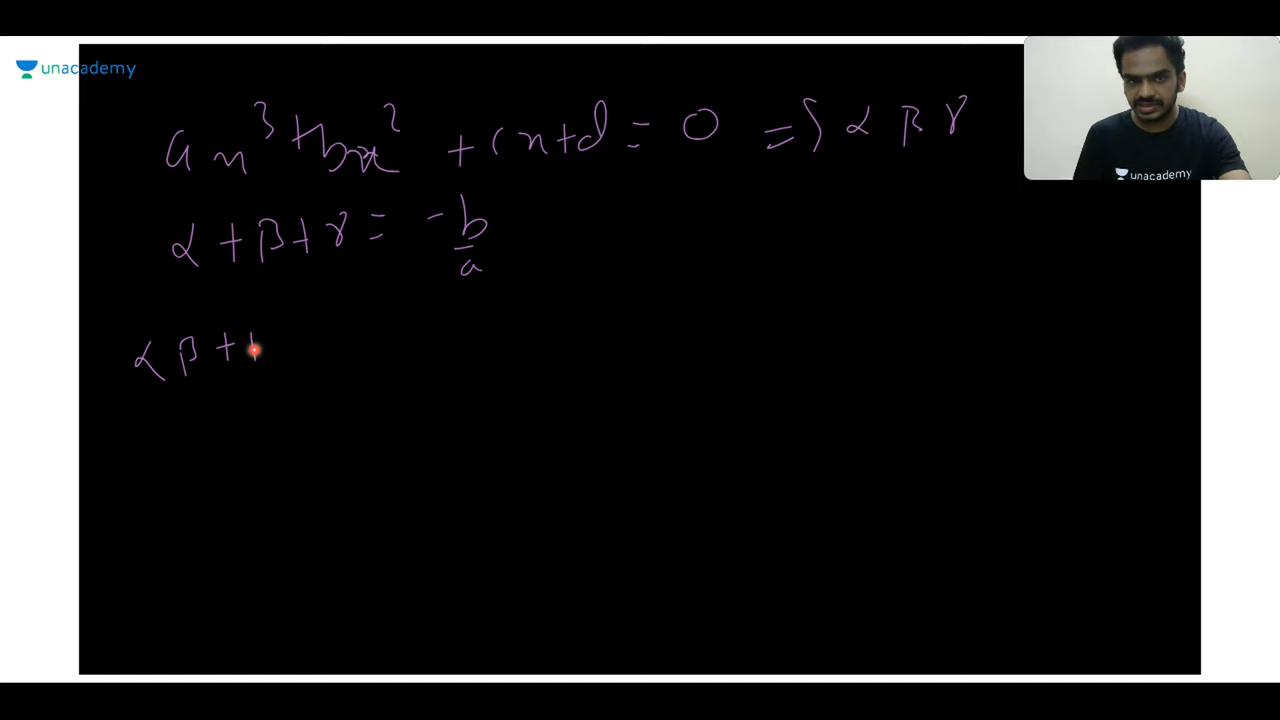 unacademy
ax³ + bx² + cx + d = 0 ⇒ α β γ
unacademy
α + β + γ = -b/a
αβ +